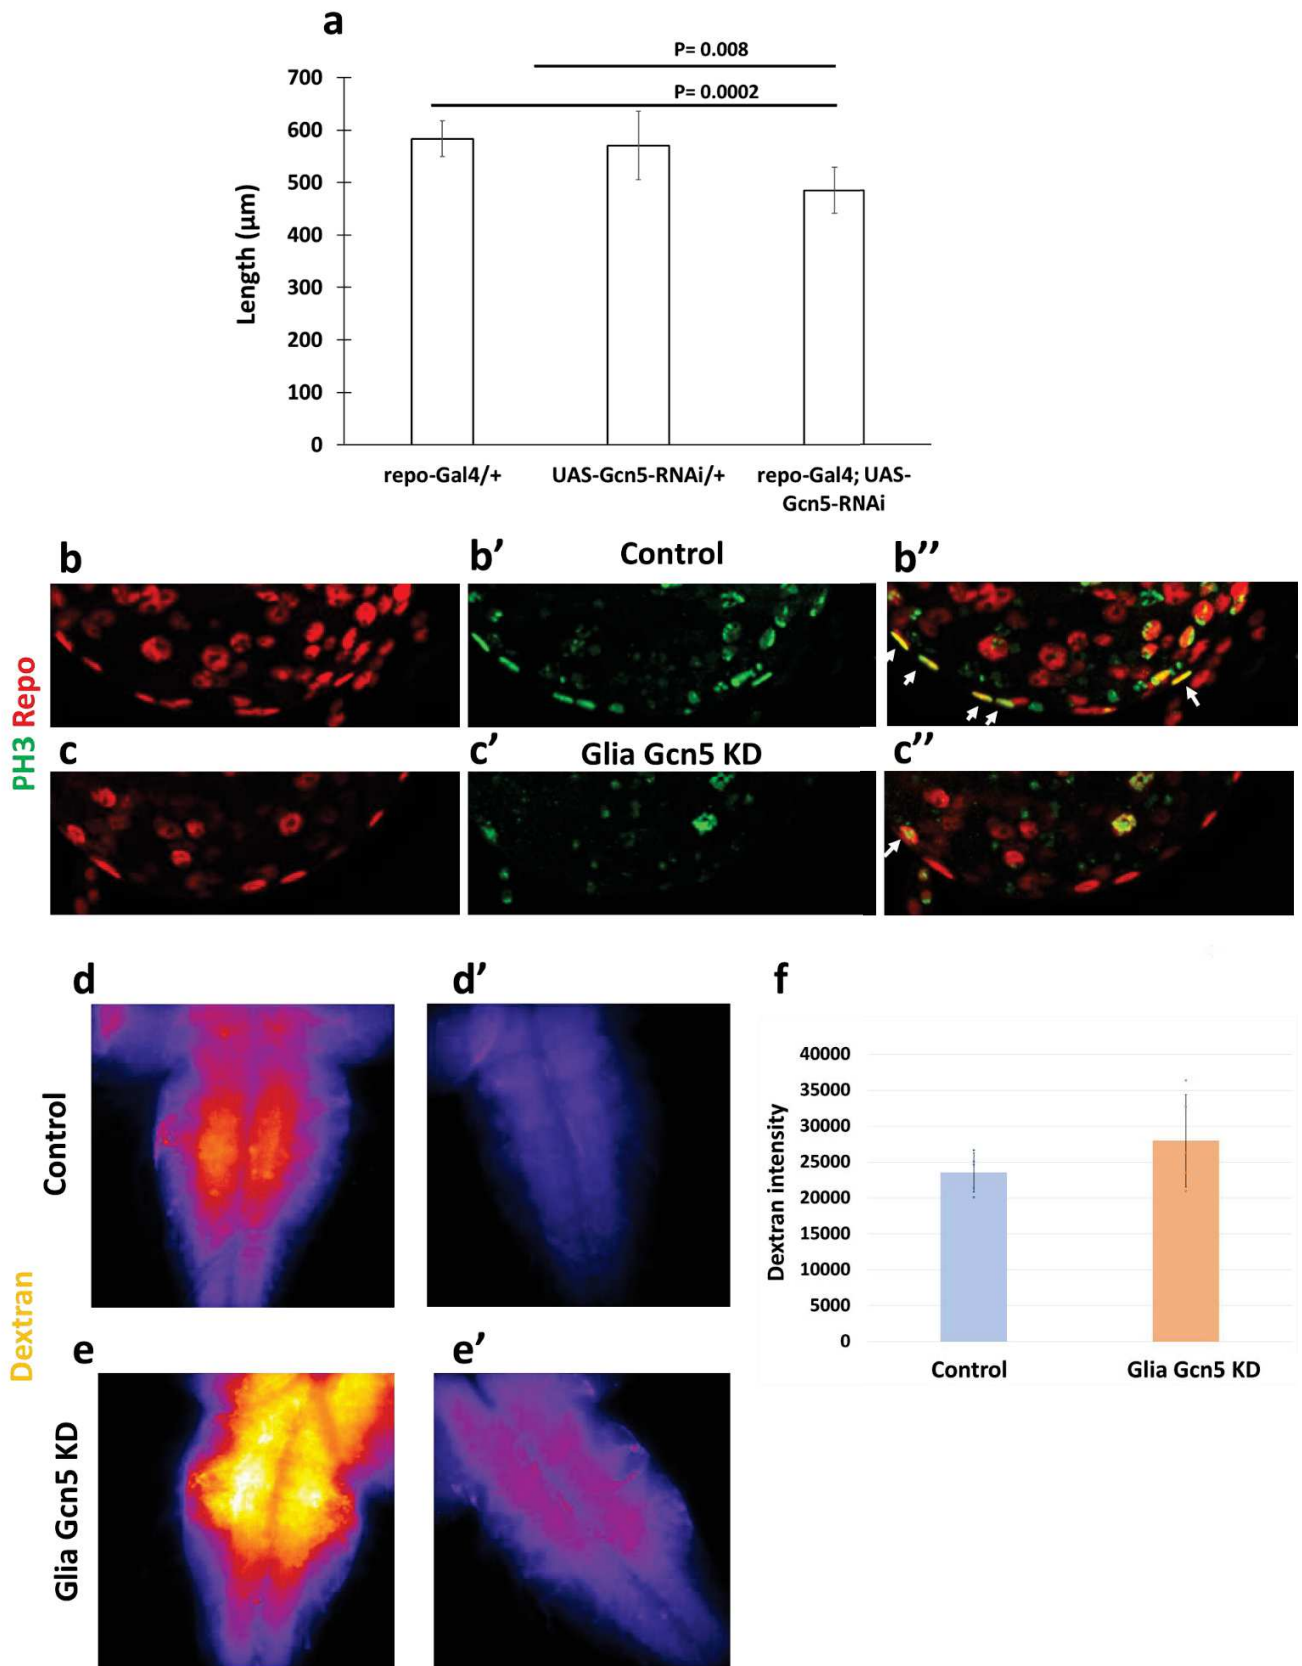 a
P= 0.008
P= 0.0002
700
600
500
400
300
200
100
0
Length (µm)
repo-Gal4/+
UAS-Gcn5-RNAi/+
repo-Gal4; UAS-
Gcn5-RNAi
b
b’
Control
b’’
PH3 Repo
c
c’
Glia Gcn5 KD
c’’
d
d’
f
Control
Dextran
e
e’
Glia Gcn5 KD
40000
35000
30000
25000
20000
15000
10000
5000
0
Dextran intensity
Control
Glia Gcn5 KD